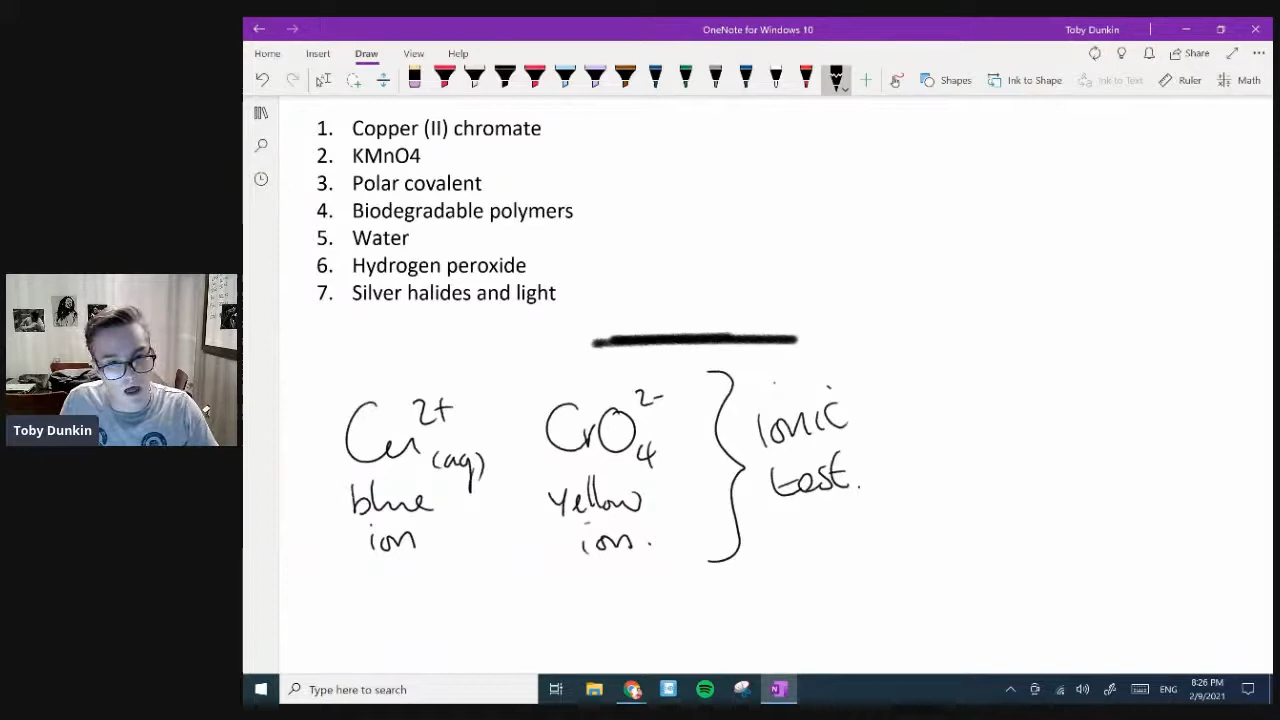 OneNote for Windows 10
Toby Dunkin
Home Insert Draw View Help
Share
Shapes Ink to Shape Ink to Text Ruler Math
1. Copper (II) chromate
2. KMnO4
3. Polar covalent
4. Biodegradable polymers
5. Water
6. Hydrogen peroxide
7. Silver halides and light
Cu2+(aq) CrO42- ionic
blue yellow test.
ion ion.
Toby Dunkin
Type here to search
ENG
8:26 PM
2/9/2021